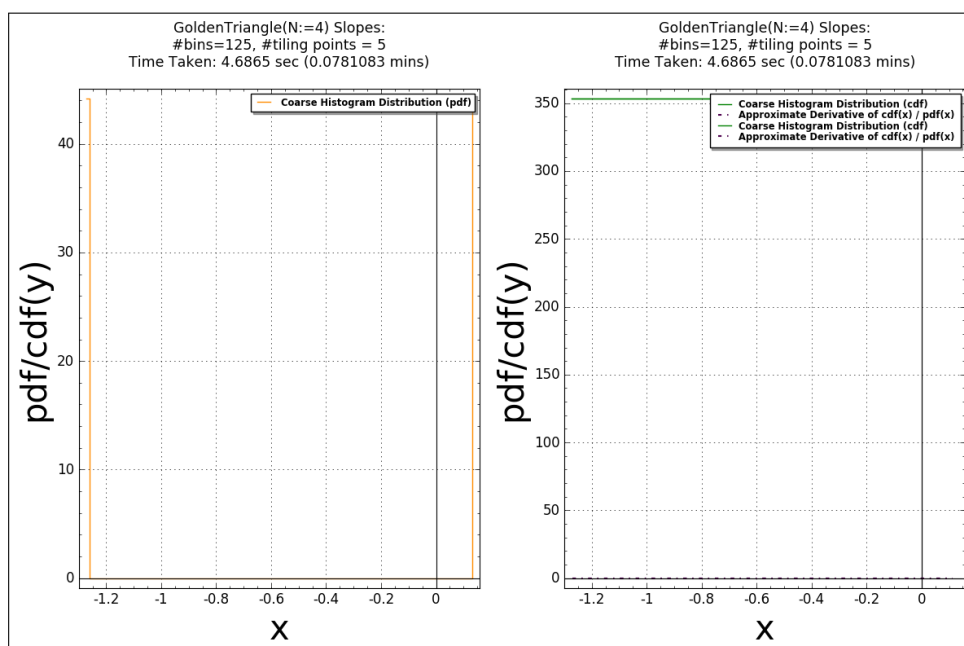 GoldenTriangle(N:=4) Slopes:
#bins=125, #tiling points = 5
Time Taken: 4.6865 sec (0.0781083 mins)
Coarse Histogram Distribution (pdf)
40
30
20
10
0
pdf/cdf(y)
-1.2 -1 -0.8 -0.6 -0.4 -0.2 0
x
GoldenTriangle(N:=4) Slopes:
#bins=125, #tiling points = 5
Time Taken: 4.6865 sec (0.0781083 mins)
Coarse Histogram Distribution (cdf)
Approximate Derivative of cdf(x) / pdf(x)
Coarse Histogram Distribution (cdf)
Approximate Derivative of cdf(x) / pdf(x)
350
300
250
200
150
100
50
0
pdf/cdf(y)
-1.2 -1 -0.8 -0.6 -0.4 -0.2 0
x